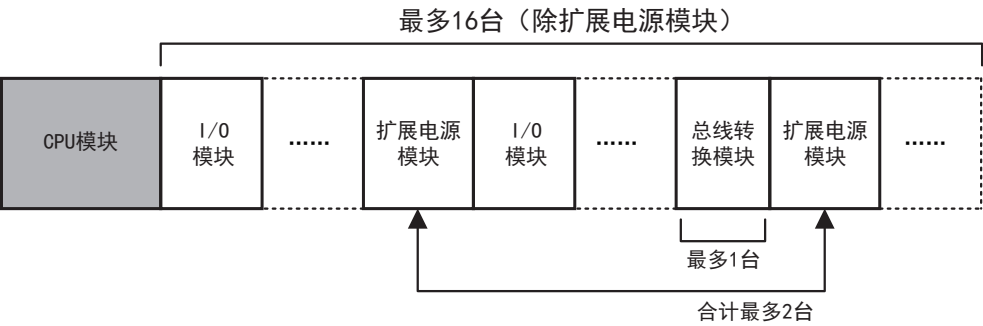 最多16台（除扩展电源模块）
CPU模块
I/O
模块
……
扩展电源
模块
I/O
模块
……
总线转
换模块
扩展电源
模块
……
最多1台
合计最多2台